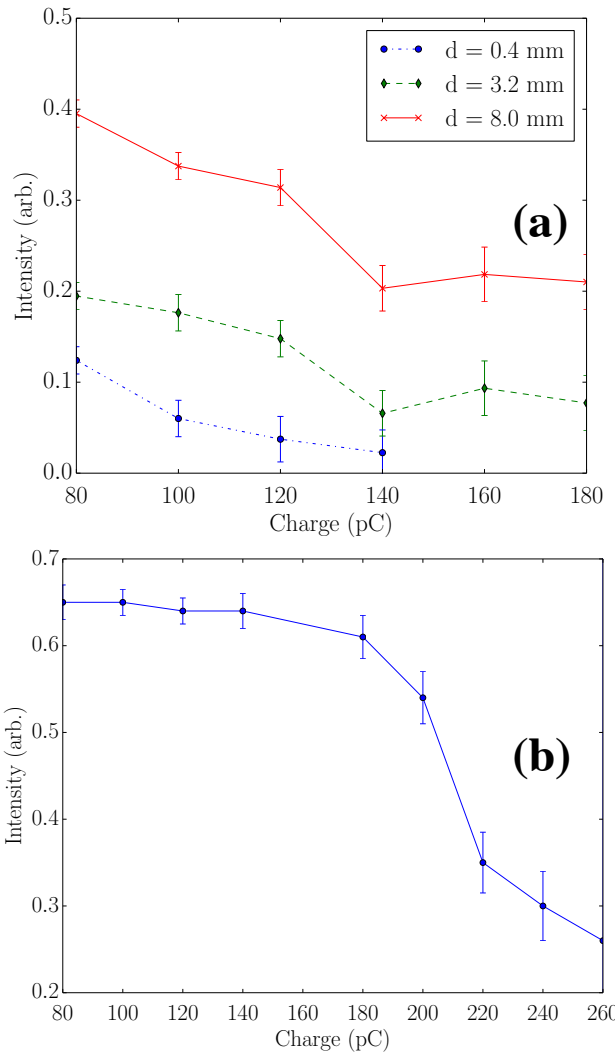 0.5
d = 0.4 mm
d = 3.2 mm
d = 8.0 mm
0.4
0.3
(a)
Intensity (arb.)
0.2
0.1
0.0
80 100 120 140 160 180
Charge (pC)
0.7
0.6
0.5
(b)
Intensity (arb.)
0.4
0.3
0.2
80 100 120 140 160 180 200 220 240 260
Charge (pC)